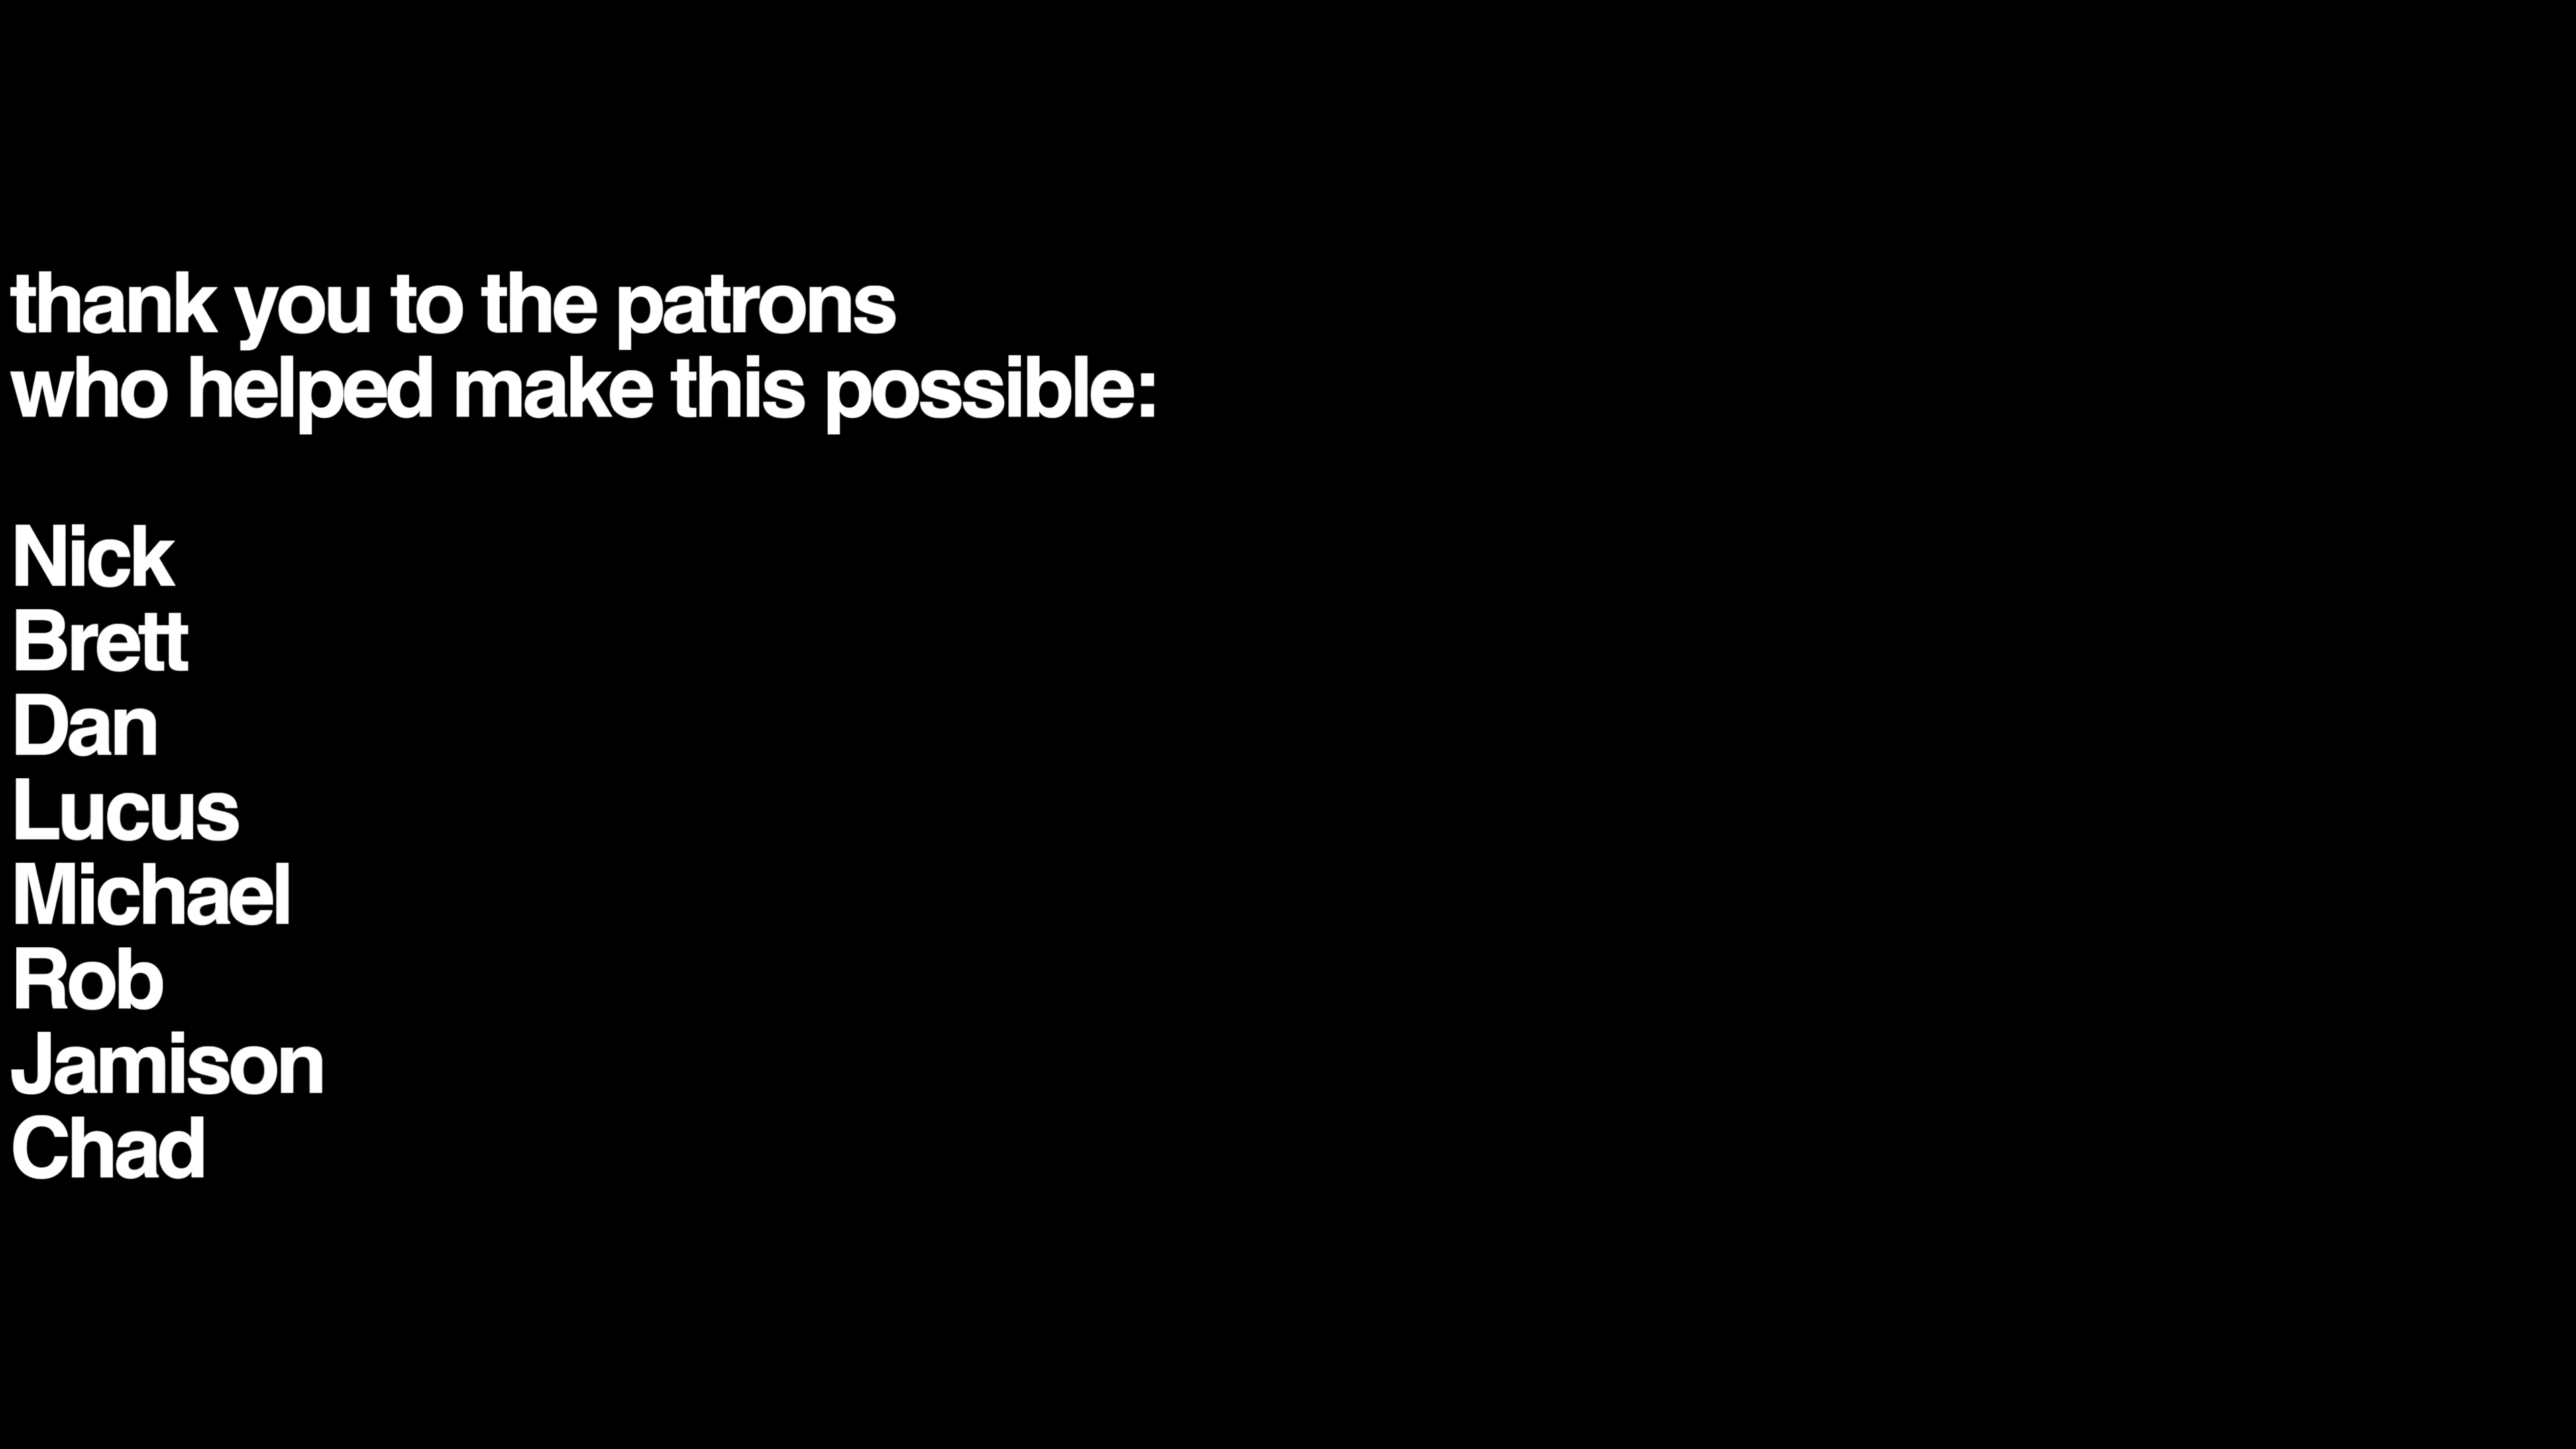 thank you to the patrons
who helped make this possible:
Nick
Brett
Dan
Lucus
Michael
Rob
Jamison
Chad